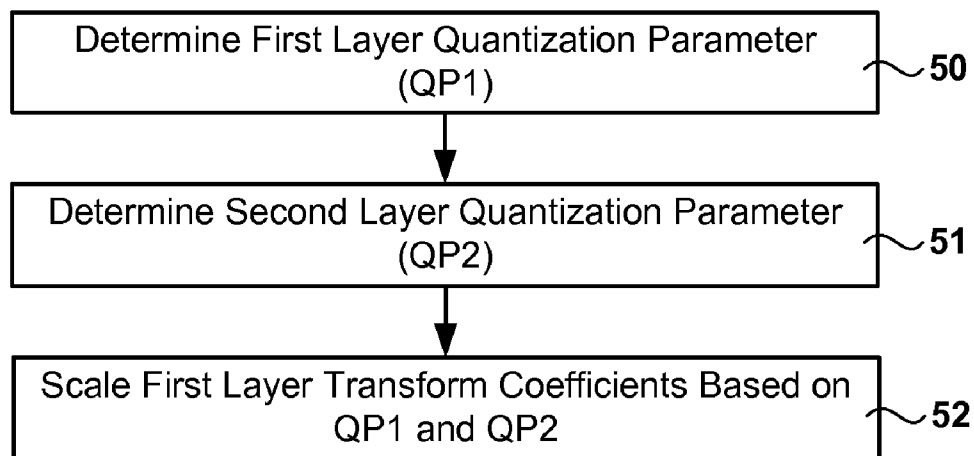 Determine First Layer Quantization Parameter
(QP1)
50
Determine Second Layer Quantization Parameter
(QP2)
51
Scale First Layer Transform Coefficients Based on
QP1 and QP2
52